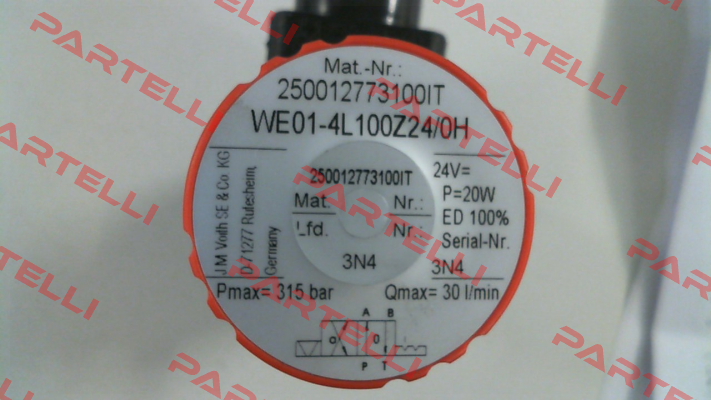 Mat.-Nr.:
250012773100IT
WE01-4L100Z24/0H
J.M. Voith SE & Co. KG
D-71277 Rutesheim,
Germany
250012773100IT
Mat. Nr.:
Lfd. Nr.:
3N4
24V=
P=20W
ED 100%
Serial-Nr.
3N4
Pmax= 315 bar
Qmax= 30 l/min
A B
O 0
P T
PARTELLI
PARTELLI
PARTELLI
PARTELLI
PARTELLI
PARTELLI
PARTELLI
PARTELLI